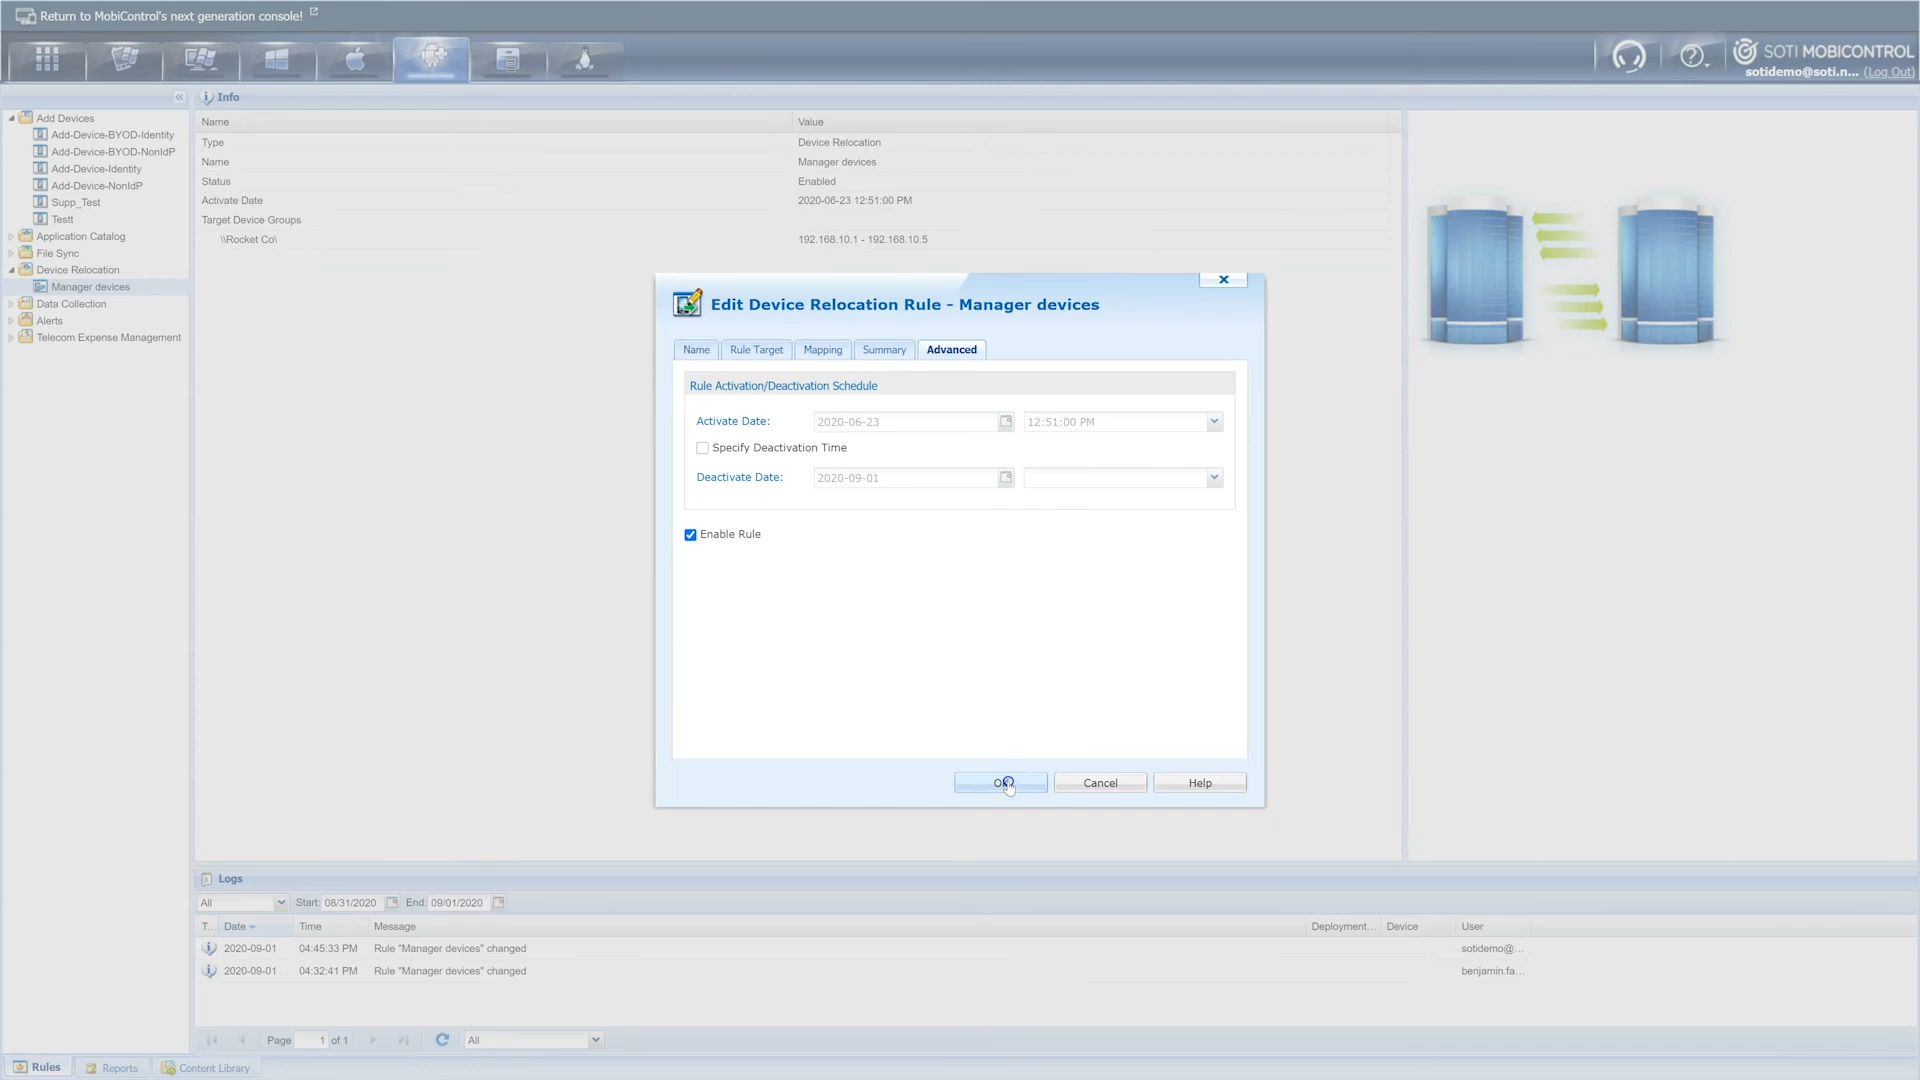 Return to MobiControl's next generation console!
SOTI MOBICONTROL
sotidemo@soti.n... (Log Out)
Info
Add Devices
Add-Device-BYOD-Identity
Add-Device-BYOD-NonIdP
Add-Device-Identity
Add-Device-NonIdP
Supp_Test
Testt
Application Catalog
File Sync
Device Relocation
Manager devices
Data Collection
Alerts
Telecom Expense Management
Name Value
Type Device Relocation
Name Manager devices
Status Enabled
Activate Date 2020-06-23 12:51:00 PM
Target Device Groups
\\Rocket Co\ 192.168.10.1 - 192.168.10.5
Edit Device Relocation Rule - Manager devices
Name Rule Target Mapping Summary Advanced
Rule Activation/Deactivation Schedule
Activate Date: 2020-06-23 12:51:00 PM
Specify Deactivation Time
Deactivate Date: 2020-09-01
Enable Rule
Cancel Help
Logs
All Start: 08/31/2020 End: 09/01/2020
T... Date Time Message Deployment... Device User
2020-09-01 04:45:33 PM Rule "Manager devices" changed sotidemo@...
2020-09-01 04:32:41 PM Rule "Manager devices" changed benjamin.fa...
Page 1 of 1 All
Rules Reports Content Library